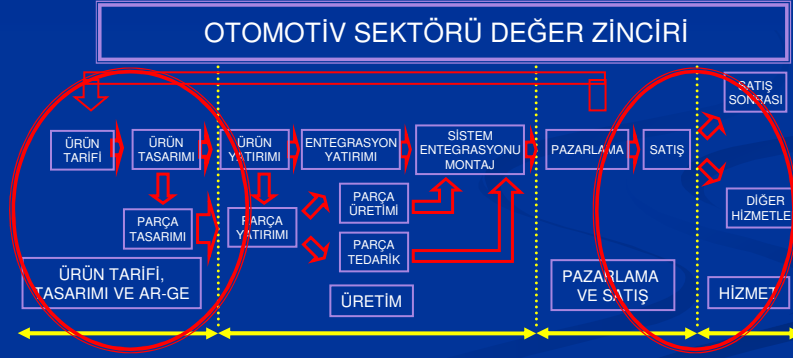 OTOMOTİV SEKTÖRÜ DEĞER ZİNCİRİ
SATIŞ
SONRASI
ÜRÜN
TARİFİ
ÜRÜN
TASARIMI
ÜRÜN
YATIRIMI
ENTEGRASYON
YATIRIMI
SİSTEM
ENTEGRASYONU
MONTAJ
PAZARLAMA
SATIŞ
PARÇA
TASARIMI
PARÇA
YATIRIMI
PARÇA
ÜRETİMİ
PARÇA
TEDARİK
DİĞER
HİZMETLE
ÜRÜN TARİFİ,
TASARIMI VE AR-GE
ÜRETİM
PAZARLAMA
VE SATIŞ
HİZMET